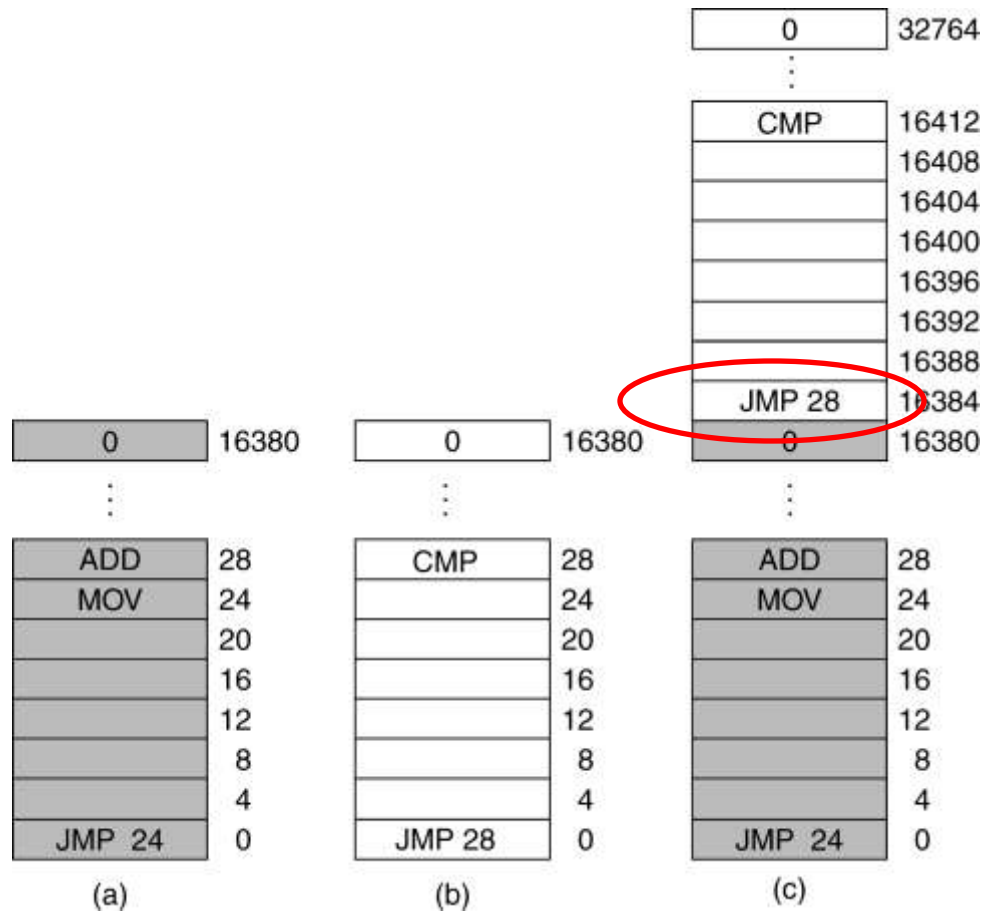 0 32764
CMP 16412
16408
16404
16400
16396
16392
16388
JMP 28 16384
0 16380 0 16380 0 16380
ADD 28 CMP 28 ADD 28
MOV 24 24 MOV 24
20 20 20
16 16 16
12 12 12
8 8 8
4 4 4
JMP 24 0 JMP 28 0 JMP 24 0
(a) (b) (c)